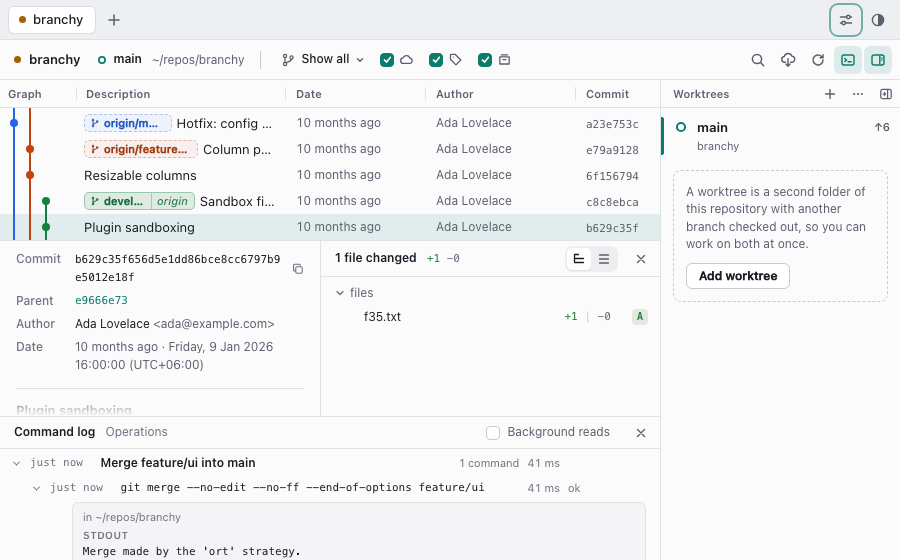 branchy
branchy main ~/repos/branchy Show all
Graph Description Date Author Commit
origin/m... Hotfix: config ... 10 months ago Ada Lovelace a23e753c
origin/feature... Column p... 10 months ago Ada Lovelace e79a9128
Resizable columns 10 months ago Ada Lovelace 6f156794
devel... origin Sandbox fi... 10 months ago Ada Lovelace c8c8ebca
Plugin sandboxing 10 months ago Ada Lovelace b629c35f
Commit b629c35f656d5e1dd86bce8cc6797b9
e5012e18f
Parent e9666e73
Author Ada Lovelace <ada@example.com>
Date 10 months ago · Friday, 9 Jan 2026
16:00:00 (UTC+06:00)
Plugin sandboxing
1 file changed +1 −0
files
f35.txt +1 | −0 A
Command log Operations Background reads
just now Merge feature/ui into main 1 command 41 ms
just now git merge --no-edit --no-ff --end-of-options feature/ui 41 ms ok
in ~/repos/branchy
STDOUT
Merge made by the 'ort' strategy.
Worktrees
main ↑6
branchy
A worktree is a second folder of
this repository with another
branch checked out, so you can
work on both at once.
Add worktree